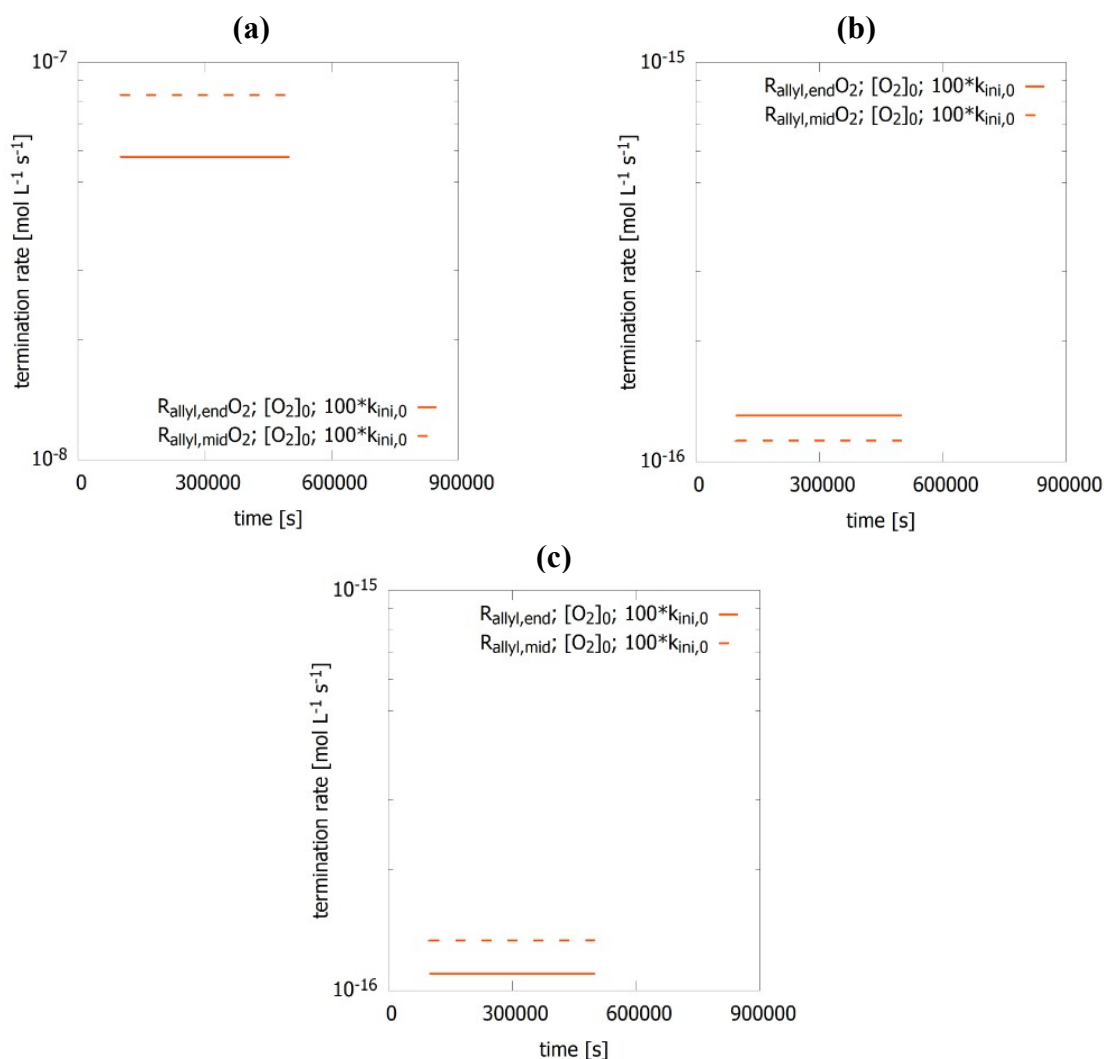 (a)
10-7
termination rate [mol L-1 s-1]
Rallyl,endO2; [O2]0; 100*kini,0
Rallyl,midO2; [O2]0; 100*kini,0
10-8
0 300000 600000 900000
time [s]
(b)
10-15
termination rate [mol L-1 s-1]
Rallyl,endO2; [O2]0; 100*kini,0
Rallyl,midO2; [O2]0; 100*kini,0
10-16
0 300000 600000 900000
time [s]
(c)
10-15
termination rate [mol L-1 s-1]
Rallyl,end; [O2]0; 100*kini,0
Rallyl,mid; [O2]0; 100*kini,0
10-16
0 300000 600000 900000
time [s]